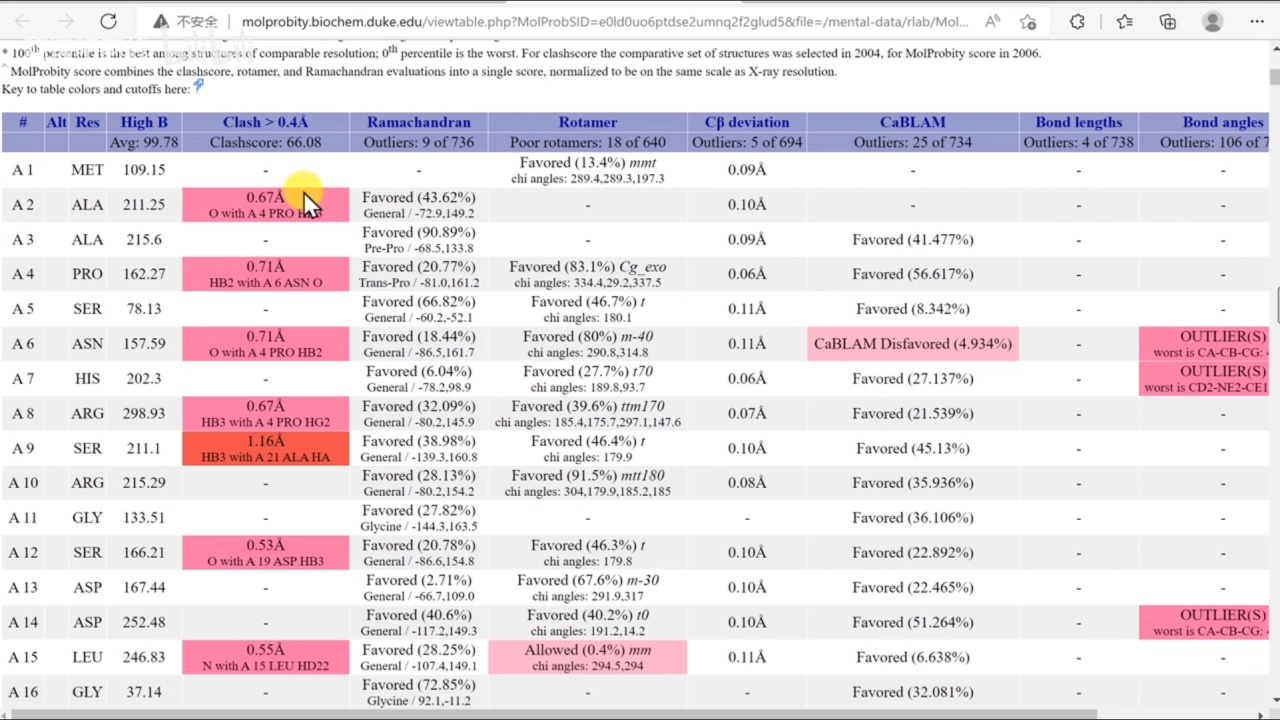 不安全 molprobity.biochem.duke.edu/viewtable.php?MolProbSID=e0ld0uo6ptdse2umnq2f2glud5&file=/mental-data/rlab/Mol...
* 100th percentile is the best among structures of comparable resolution; 0th percentile is the worst. For clashscore the comparative set of structures was selected in 2004, for MolProbity score in 2006.
^ MolProbity score combines the clashscore, rotamer, and Ramachandran evaluations into a single score, normalized to be on the same scale as X-ray resolution.
Key to table colors and cutoffs here:
# Alt Res High B Clash > 0.4Å Ramachandran Rotamer Cβ deviation CaBLAM Bond lengths Bond angles
Avg: 99.78 Clashscore: 66.08 Outliers: 9 of 736 Poor rotamers: 18 of 640 Outliers: 5 of 694 Outliers: 25 of 734 Outliers: 4 of 738 Outliers: 106 of 7
A 1 MET 109.15 - - Favored (13.4%) mmt 0.09Å - - -
chi angles: 289.4,289.3,197.3
A 2 ALA 211.25 0.67Å Favored (43.62%) - 0.10Å - - -
O with A 4 PRO General / -72.9,149.2
A 3 ALA 215.6 - Favored (90.89%) - 0.09Å Favored (41.477%) - -
Pre-Pro / -68.5,133.8
A 4 PRO 162.27 0.71Å Favored (20.77%) Favored (83.1%) Cg_exo 0.06Å Favored (56.617%) - -
HB2 with A 6 ASN O Trans-Pro / -81.0,161.2 chi angles: 334.4,29.2,337.5
A 5 SER 78.13 - Favored (66.82%) Favored (46.7%) t 0.11Å Favored (8.342%) - -
General / -60.2,-52.1 chi angles: 180.1
A 6 ASN 157.59 0.71Å Favored (18.44%) Favored (80%) m-40 0.11Å CaBLAM Disfavored (4.934%) - OUTLIER(S)
O with A 4 PRO HB2 General / -86.5,161.7 chi angles: 290.8,314.8 worst is CA-CB-CG:
A 7 HIS 202.3 - Favored (6.04%) Favored (27.7%) t70 0.06Å Favored (27.137%) - OUTLIER(S)
General / -78.2,98.9 chi angles: 189.8,93.7 worst is CD2-NE2-CE1
A 8 ARG 298.93 0.67Å Favored (32.09%) Favored (39.6%) ttm170 0.07Å Favored (21.539%) - -
HB3 with A 4 PRO HG2 General / -80.2,145.9 chi angles: 185.4,175.7,297.1,147.6
A 9 SER 211.1 1.16Å Favored (38.98%) Favored (46.4%) t 0.10Å Favored (45.13%) - -
HB3 with A 21 ALA HA General / -139.3,160.8 chi angles: 179.9
A 10 ARG 215.29 - Favored (28.13%) Favored (91.5%) mtt180 0.08Å Favored (35.936%) - -
General / -80.2,154.2 chi angles: 304,179.9,185.2,185
A 11 GLY 133.51 - Favored (27.82%) - - Favored (36.106%) - -
Glycine / -144.3,163.5
A 12 SER 166.21 0.53Å Favored (20.78%) Favored (46.3%) t 0.10Å Favored (22.892%) - -
O with A 19 ASP HB3 General / -86.6,154.8 chi angles: 179.8
A 13 ASP 167.44 - Favored (2.71%) Favored (67.6%) m-30 0.10Å Favored (22.465%) - -
General / -66.7,109.0 chi angles: 291.9,317
A 14 ASP 252.48 - Favored (40.6%) Favored (40.2%) t0 0.10Å Favored (51.264%) - OUTLIER(S)
General / -117.2,149.3 chi angles: 191.2,14.2 worst is CA-CB-CG:
A 15 LEU 246.83 0.55Å Favored (28.25%) Allowed (0.4%) mm 0.11Å Favored (6.638%) - -
N with A 15 LEU HD22 General / -107.4,149.1 chi angles: 294.5,294
A 16 GLY 37.14 - Favored (72.85%) - - Favored (32.081%) - -
Glycine / 92.1,-11.2